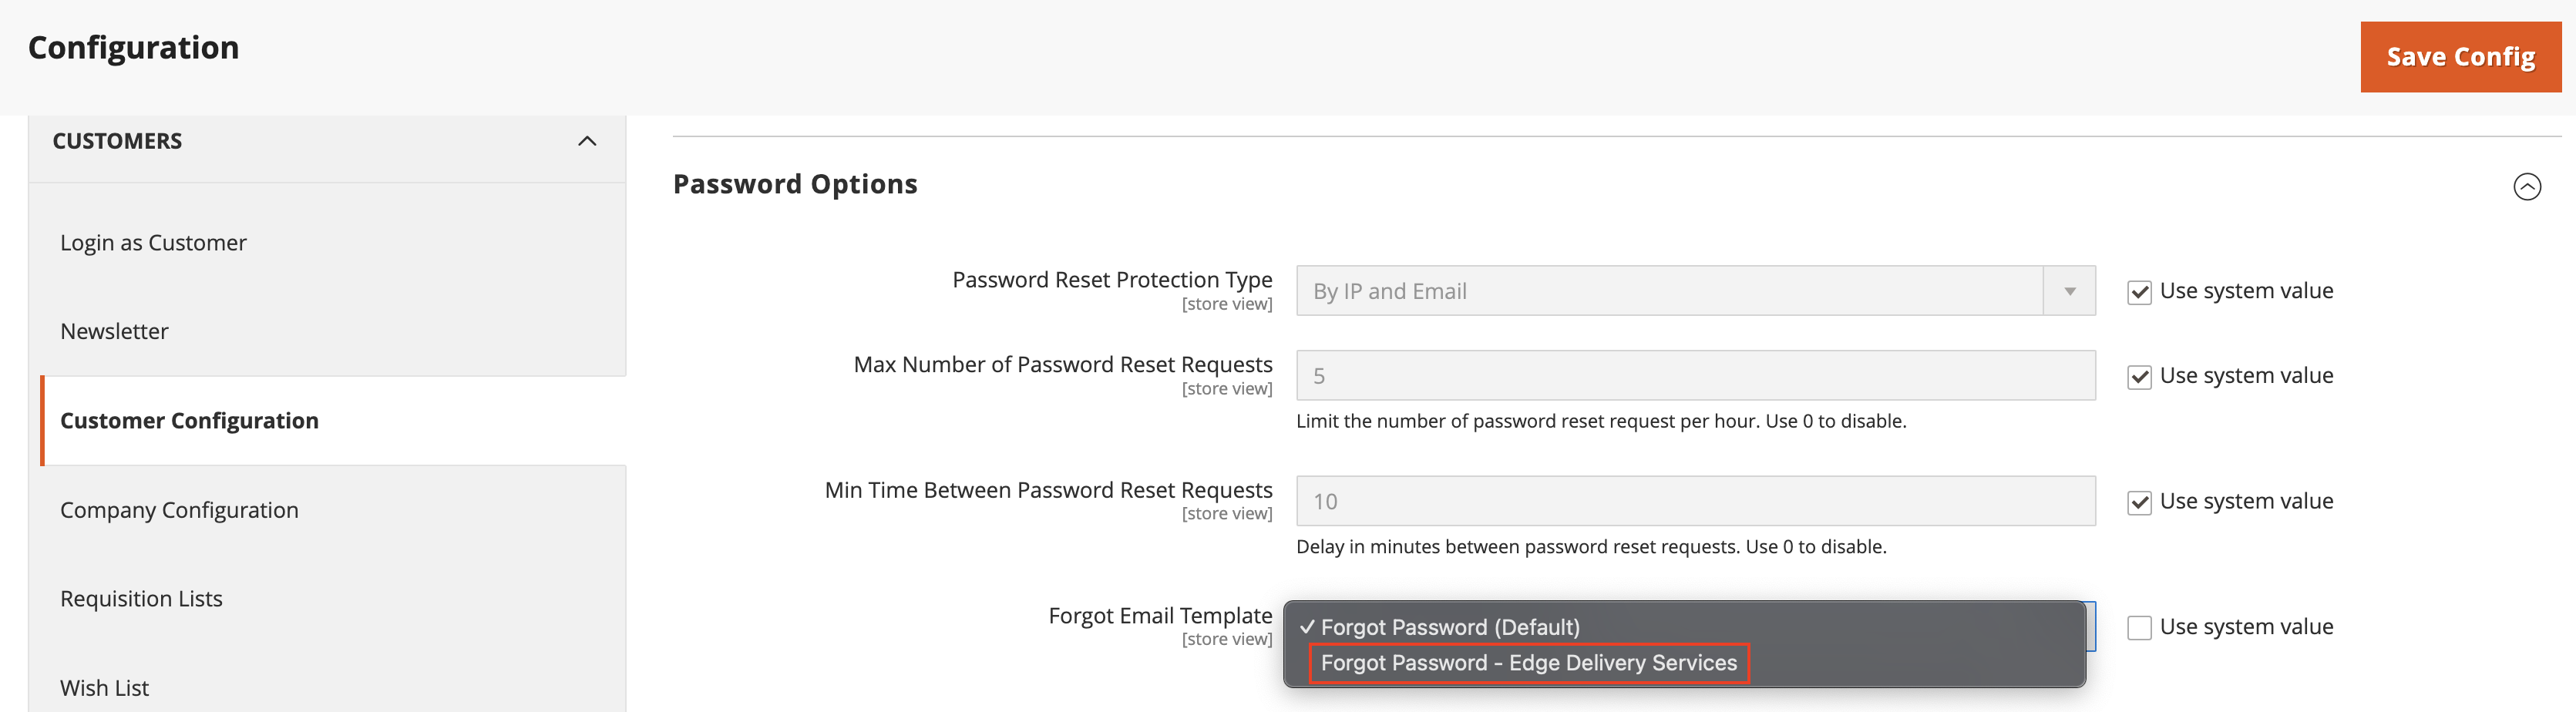 Configuration
Save Config
CUSTOMERS
Login as Customer
Newsletter
Customer Configuration
Company Configuration
Requisition Lists
Wish List
Password Options
Password Reset Protection Type
[store view]
By IP and Email
Use system value
Max Number of Password Reset Requests
[store view]
5
Use system value
Limit the number of password reset request per hour. Use 0 to disable.
Min Time Between Password Reset Requests
[store view]
10
Use system value
Delay in minutes between password reset requests. Use 0 to disable.
Forgot Email Template
[store view]
Forgot Password (Default)
Forgot Password - Edge Delivery Services
Use system value